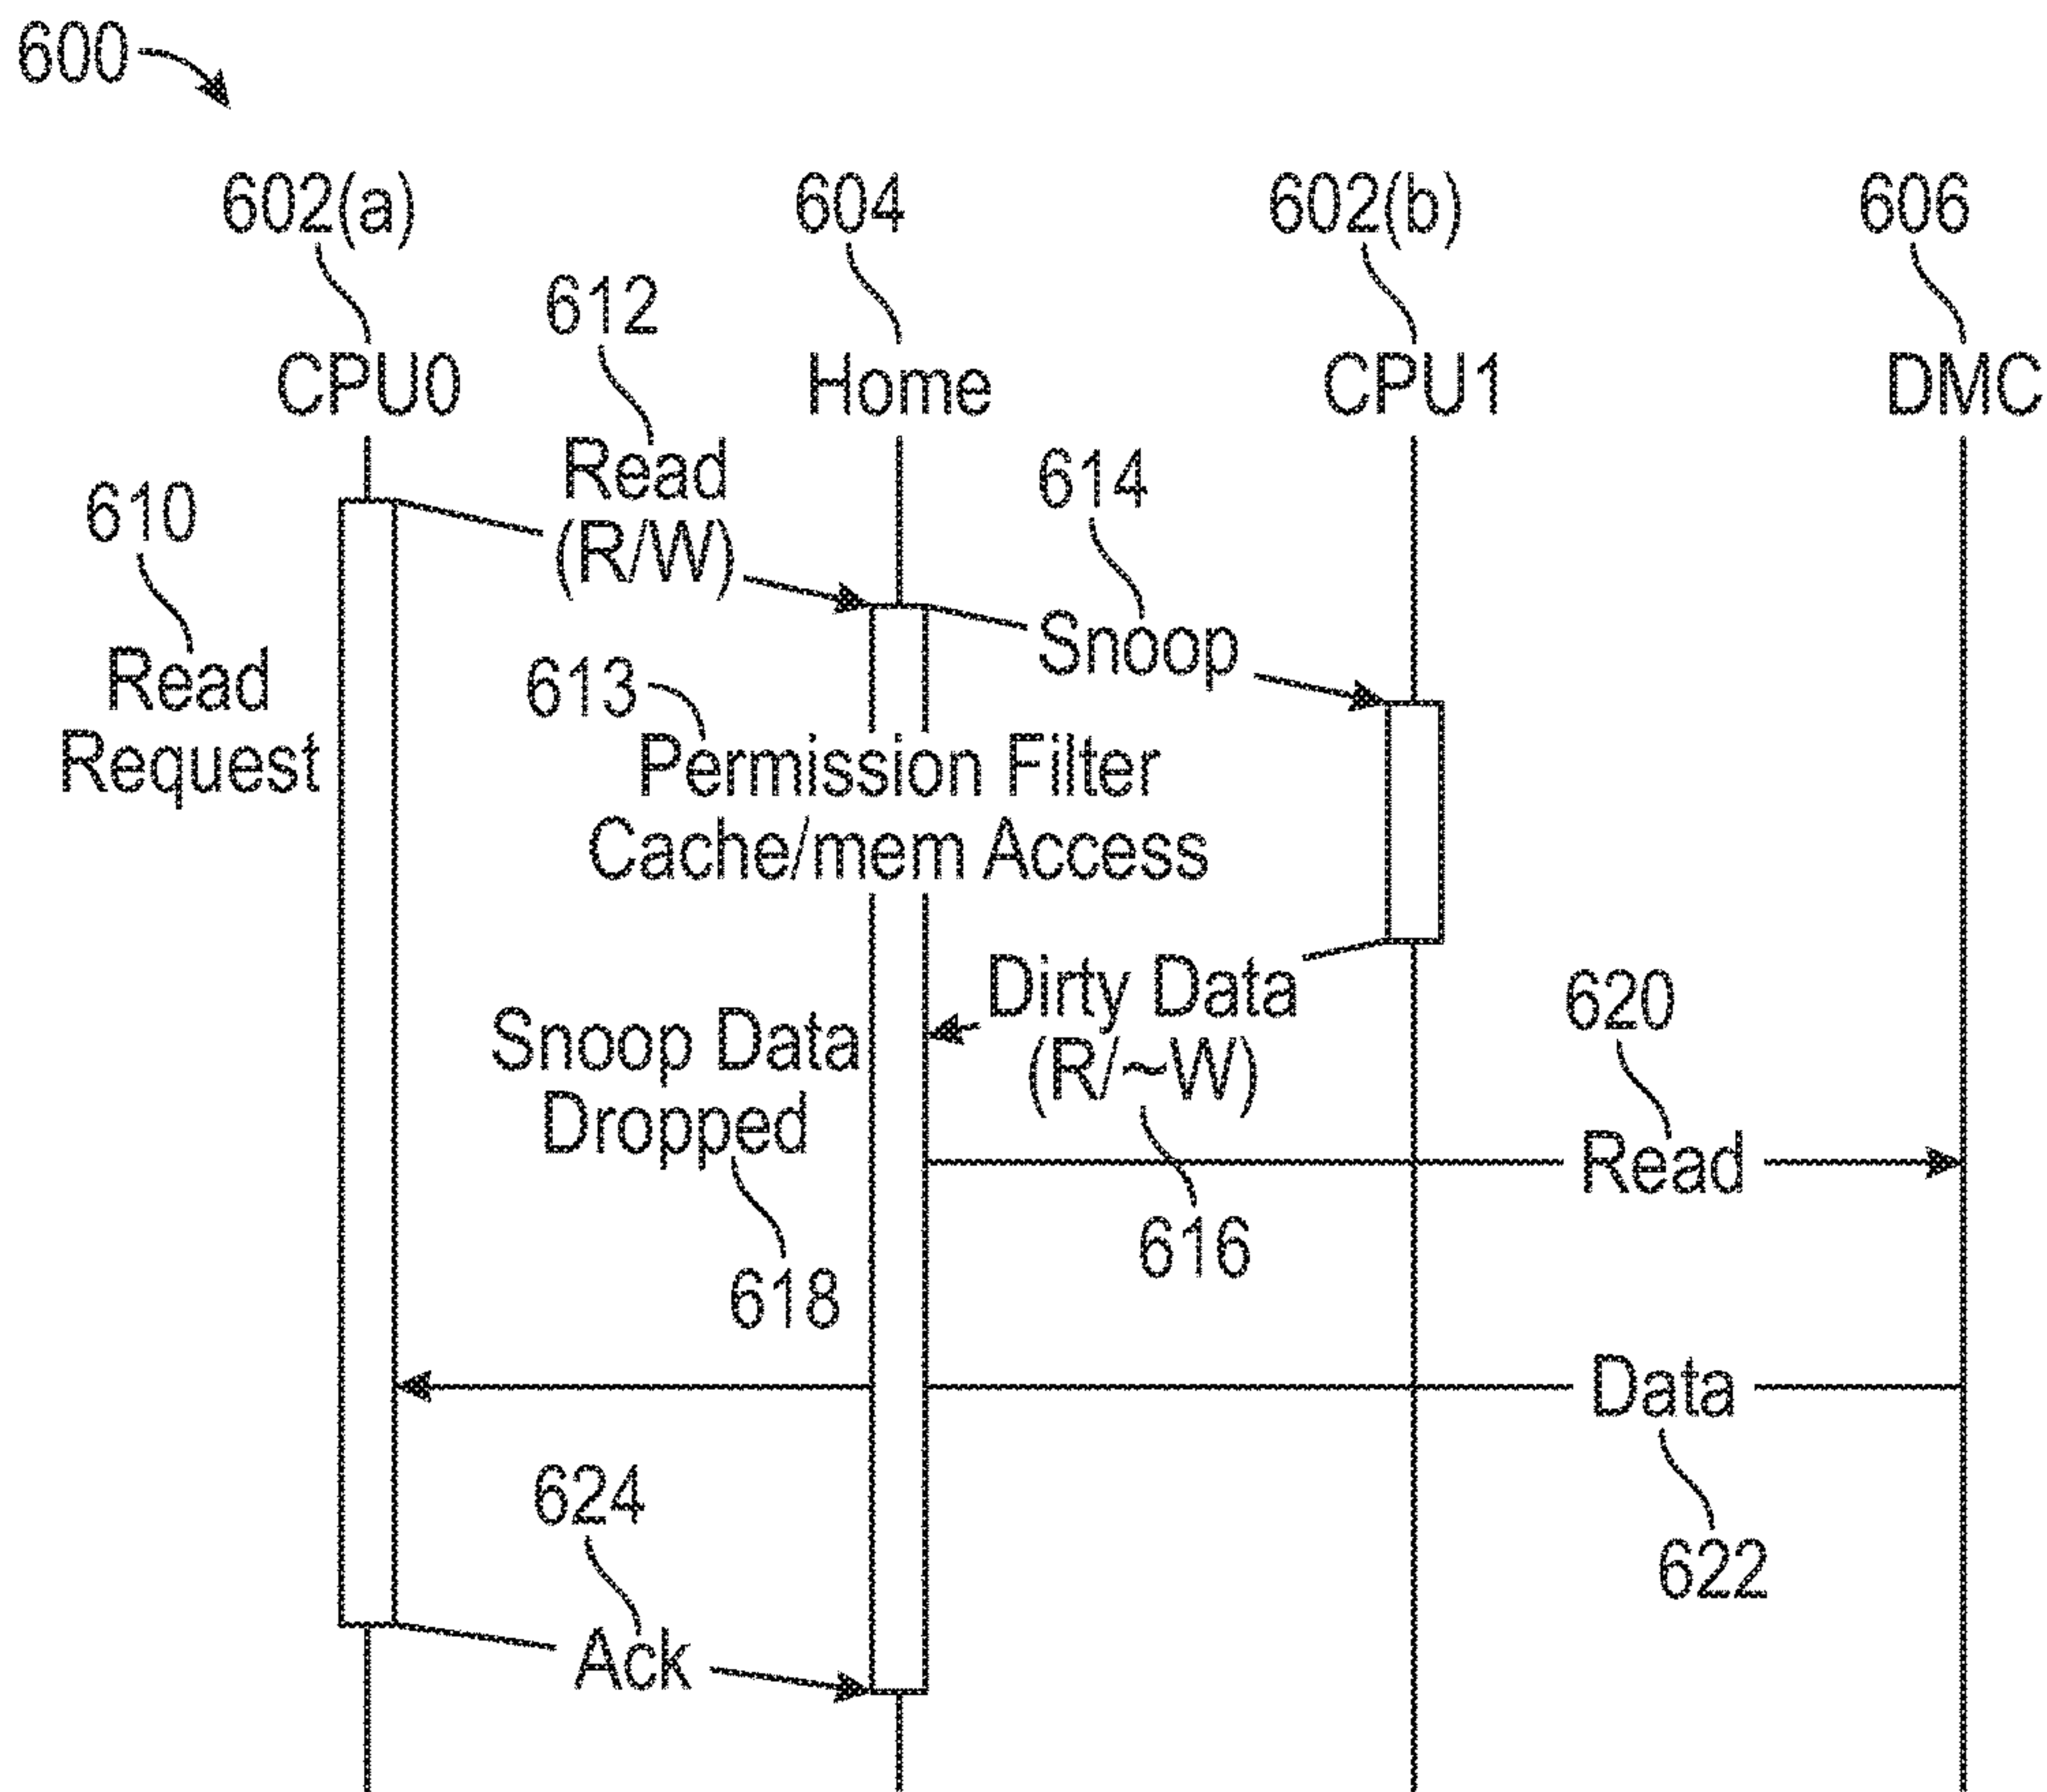 600
602(a)
604
602(b)
606
612
CPU0
Home
CPU1
DMC
Read
(R/W)
614
610
Snoop
Read
Request
613
Permission Filter
Cache/mem Access
Dirty Data
(R/~W)
620
Snoop Data
Dropped
Read
616
618
Data
624
622
Ack